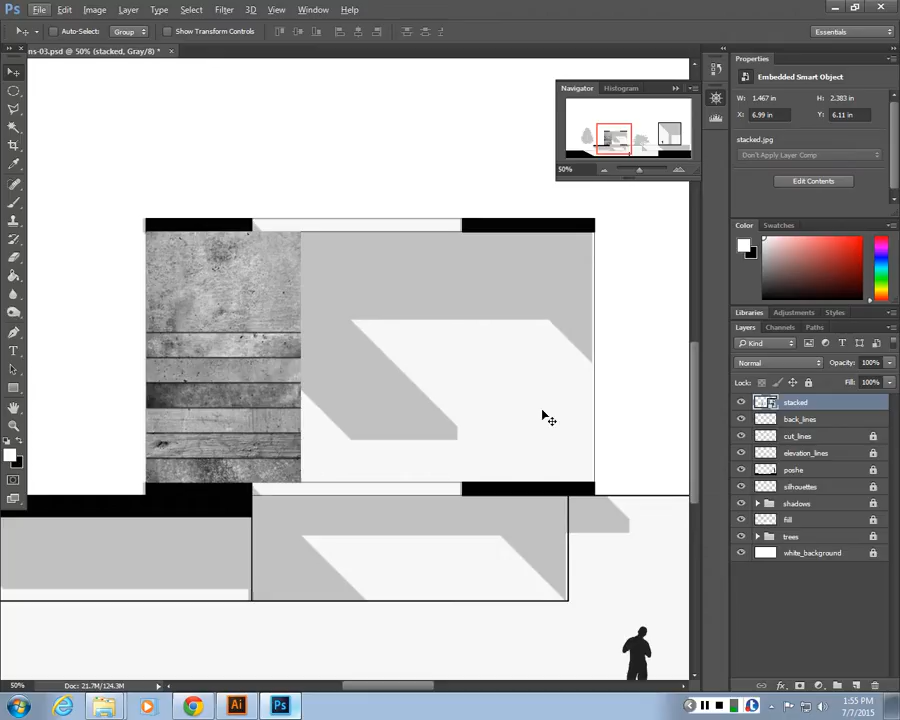 Ps File Edit Image Layer Type Select Filter 3D View Window Help
Auto-Select: Group Show Transform Controls Essentials
ns-03.psd @ 50% (stacked, Gray/8) *
Properties
Navigator Histogram
Embedded Smart Object
W: 1.467 in H: 2.383 in
X: 6.99 in Y: 6.11 in
stacked.jpg
Don't Apply Layer Comp
50%
Edit Contents
Color Swatches
Libraries Adjustments Styles
Layers Channels Paths
Kind
Normal Opacity: 100%
Lock: Fill: 100%
stacked
back_lines
cut_lines
elevation_lines
poshe
silhouettes
shadows
fill
trees
white_background
50% Doc: 21.7M/124.3M
Ai Ps
1:55 PM
7/7/2015